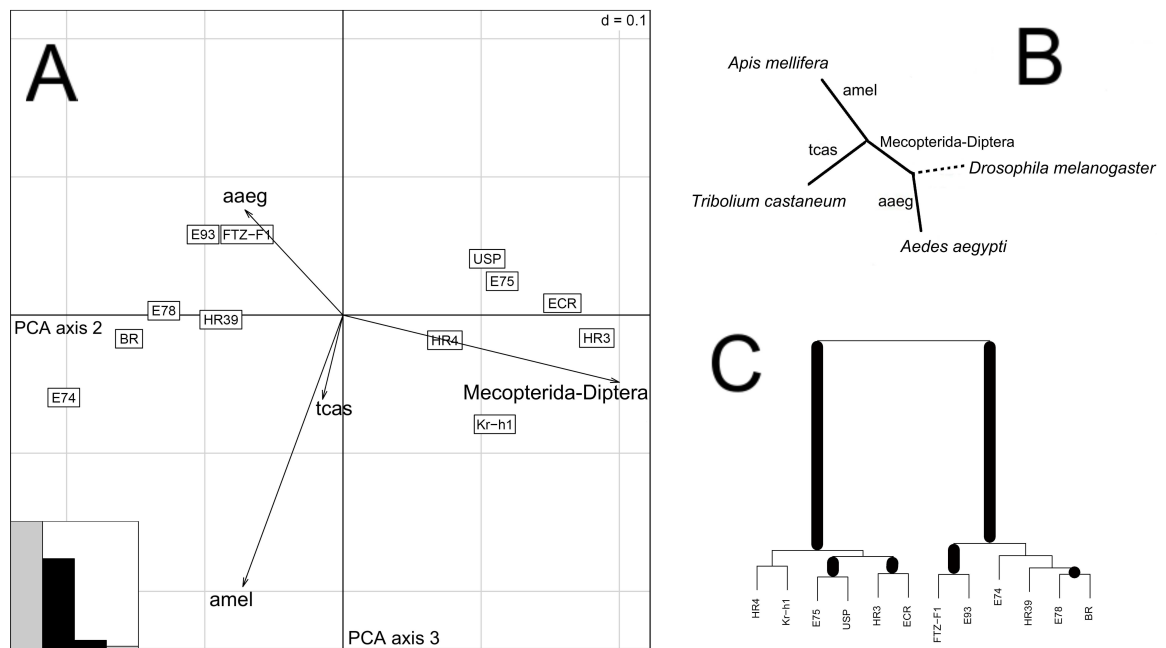 A
d = 0.1
aaeg
E93
FTZ−F1
USP
E75
ECR
E78
HR39
PCA axis 2
BR
HR4
HR3
E74
Mecopterida-Diptera
tcas
Kr−h1
amel
PCA axis 3
B
Apis mellifera
amel
Mecopterida-Diptera
tcas
Drosophila melanogaster
Tribolium castaneum
aaeg
Aedes aegypti
C
HR4
Kr−h1
E75
USP
HR3
ECR
FTZ−F1
E93
E74
HR39
E78
BR